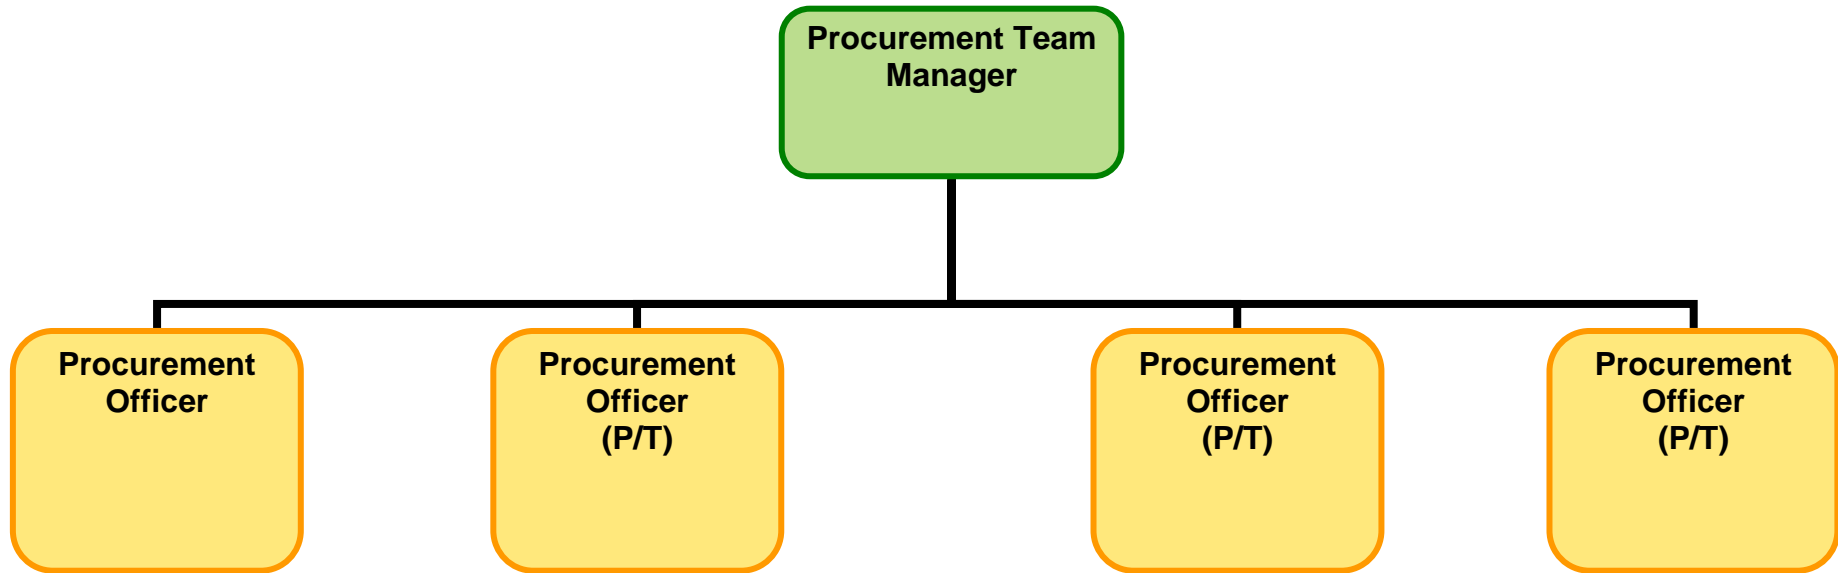 Procurement Team
Manager
Procurement
Officer
Procurement
Officer
(P/T)
Procurement
Officer
(P/T)
Procurement
Officer
(P/T)